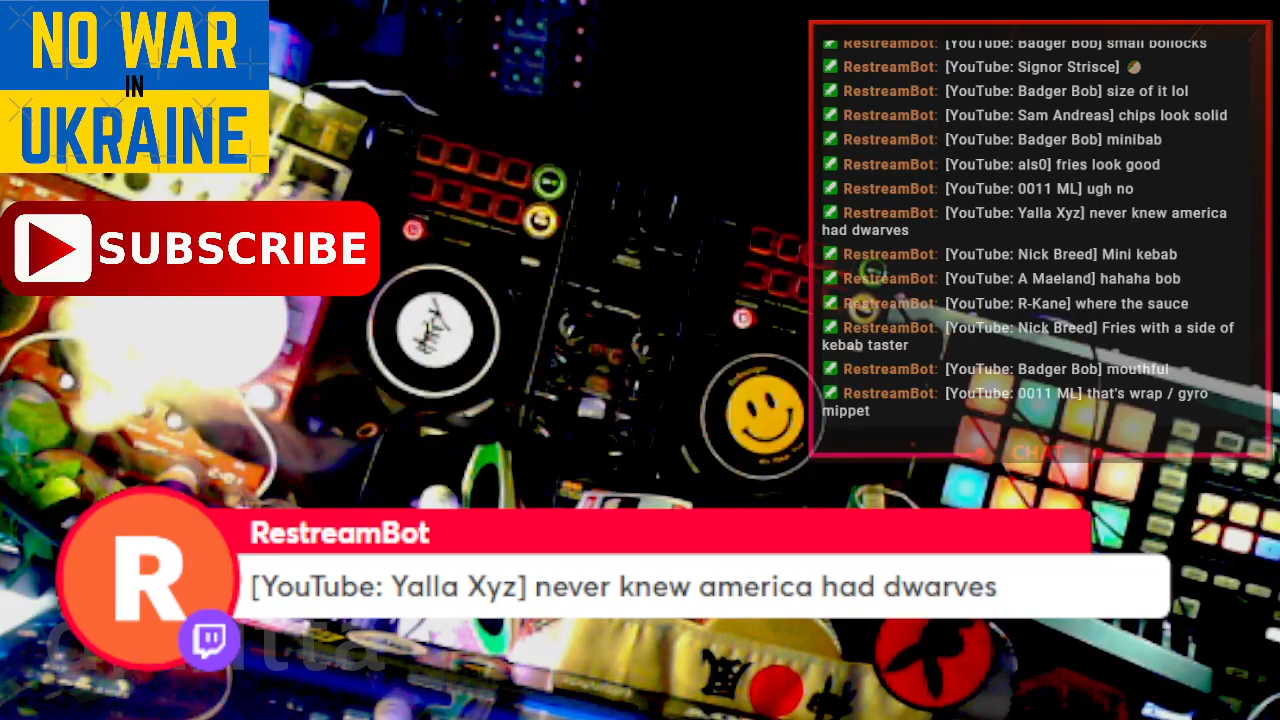 NO WAR
IN
UKRAINE
SUBSCRIBE
RestreamBot: [YouTube: Badger Bob] small bollocks
RestreamBot: [YouTube: Signor Strisce]
RestreamBot: [YouTube: Badger Bob] size of it lol
RestreamBot: [YouTube: Sam Andreas] chips look solid
RestreamBot: [YouTube: Badger Bob] minibab
RestreamBot: [YouTube: als0] fries look good
RestreamBot: [YouTube: 0011 ML] ugh no
RestreamBot: [YouTube: Yalla Xyz] never knew america
had dwarves
RestreamBot: [YouTube: Nick Breed] Mini kebab
RestreamBot: [YouTube: A Maeland] hahaha bob
RestreamBot: [YouTube: R-Kane] where the sauce
RestreamBot: [YouTube: Nick Breed] Fries with a side of
kebab taster
RestreamBot: [YouTube: Badger Bob] mouthful
RestreamBot: [YouTube: 0011 ML] that's wrap / gyro
mippet
CHAT
R
RestreamBot
[YouTube: Yalla Xyz] never knew america had dwarves